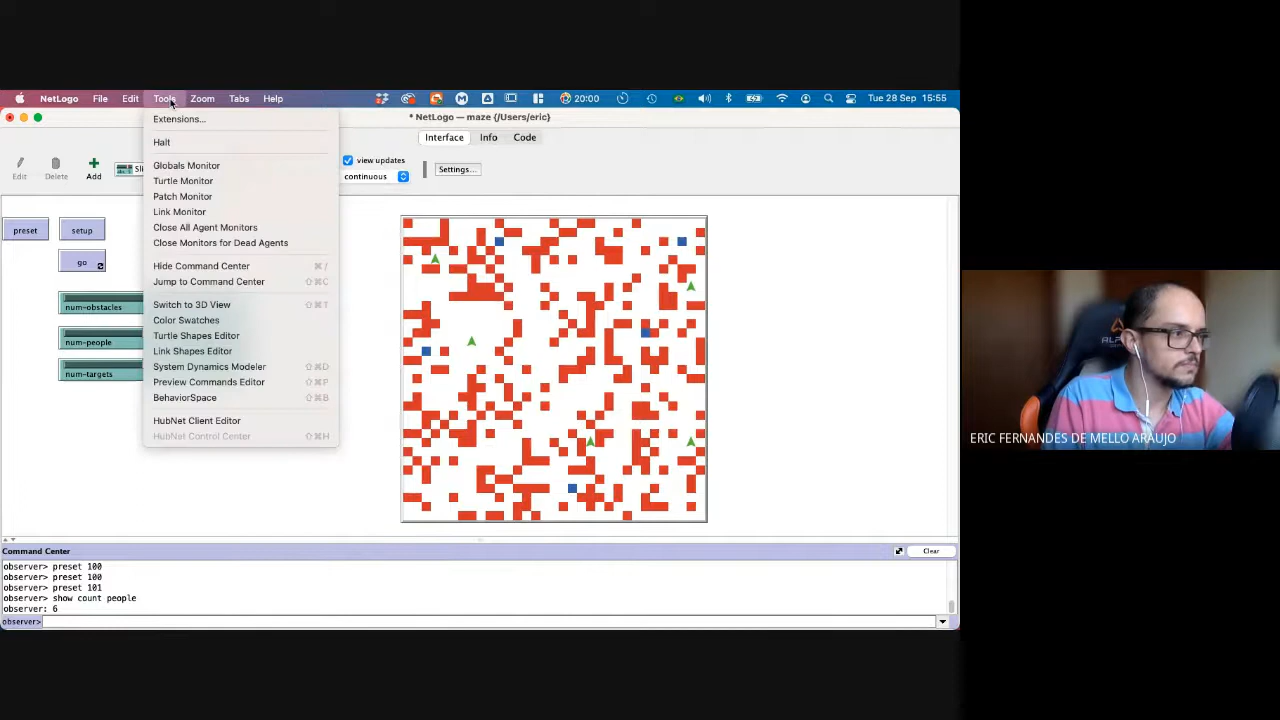 NetLogo File Edit Tools Zoom Tabs Help 20:00 Tue 28 Sep 15:55
* NetLogo — maze {/Users/eric}
Interface Info Code
Edit Delete Add Sli view updates continuous Settings...
Extensions...
Halt
Globals Monitor
Turtle Monitor
Patch Monitor
Link Monitor
Close All Agent Monitors
Close Monitors for Dead Agents
Hide Command Center ⌘/
Jump to Command Center ⇧⌘C
Switch to 3D View ⇧⌘T
Color Swatches
Turtle Shapes Editor
Link Shapes Editor
System Dynamics Modeler ⇧⌘D
Preview Commands Editor ⇧⌘P
BehaviorSpace ⇧⌘B
HubNet Client Editor
HubNet Control Center ⇧⌘H
preset setup
go
num-obstacles
num-people
num-targets
ERIC FERNANDES DE MELLO ARAUJO
Command Center Clear
observer> preset 100
observer> preset 100
observer> preset 101
observer> show count people
observer: 6
observer>